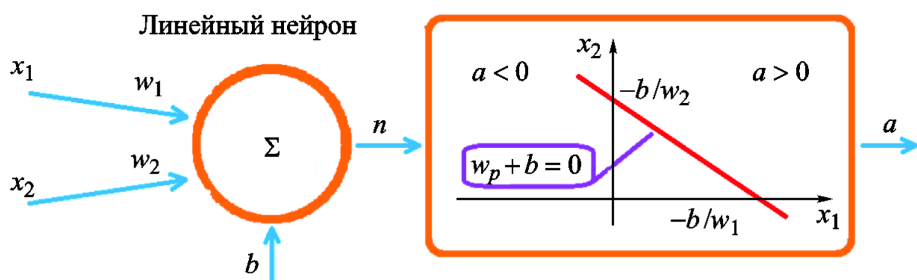 Линейный нейрон
x₁
w₁
x₂
w₂
Σ
b
n
x₂
a < 0
a > 0
−b/w₂
wₚ + b = 0
−b/w₁
x₁
a